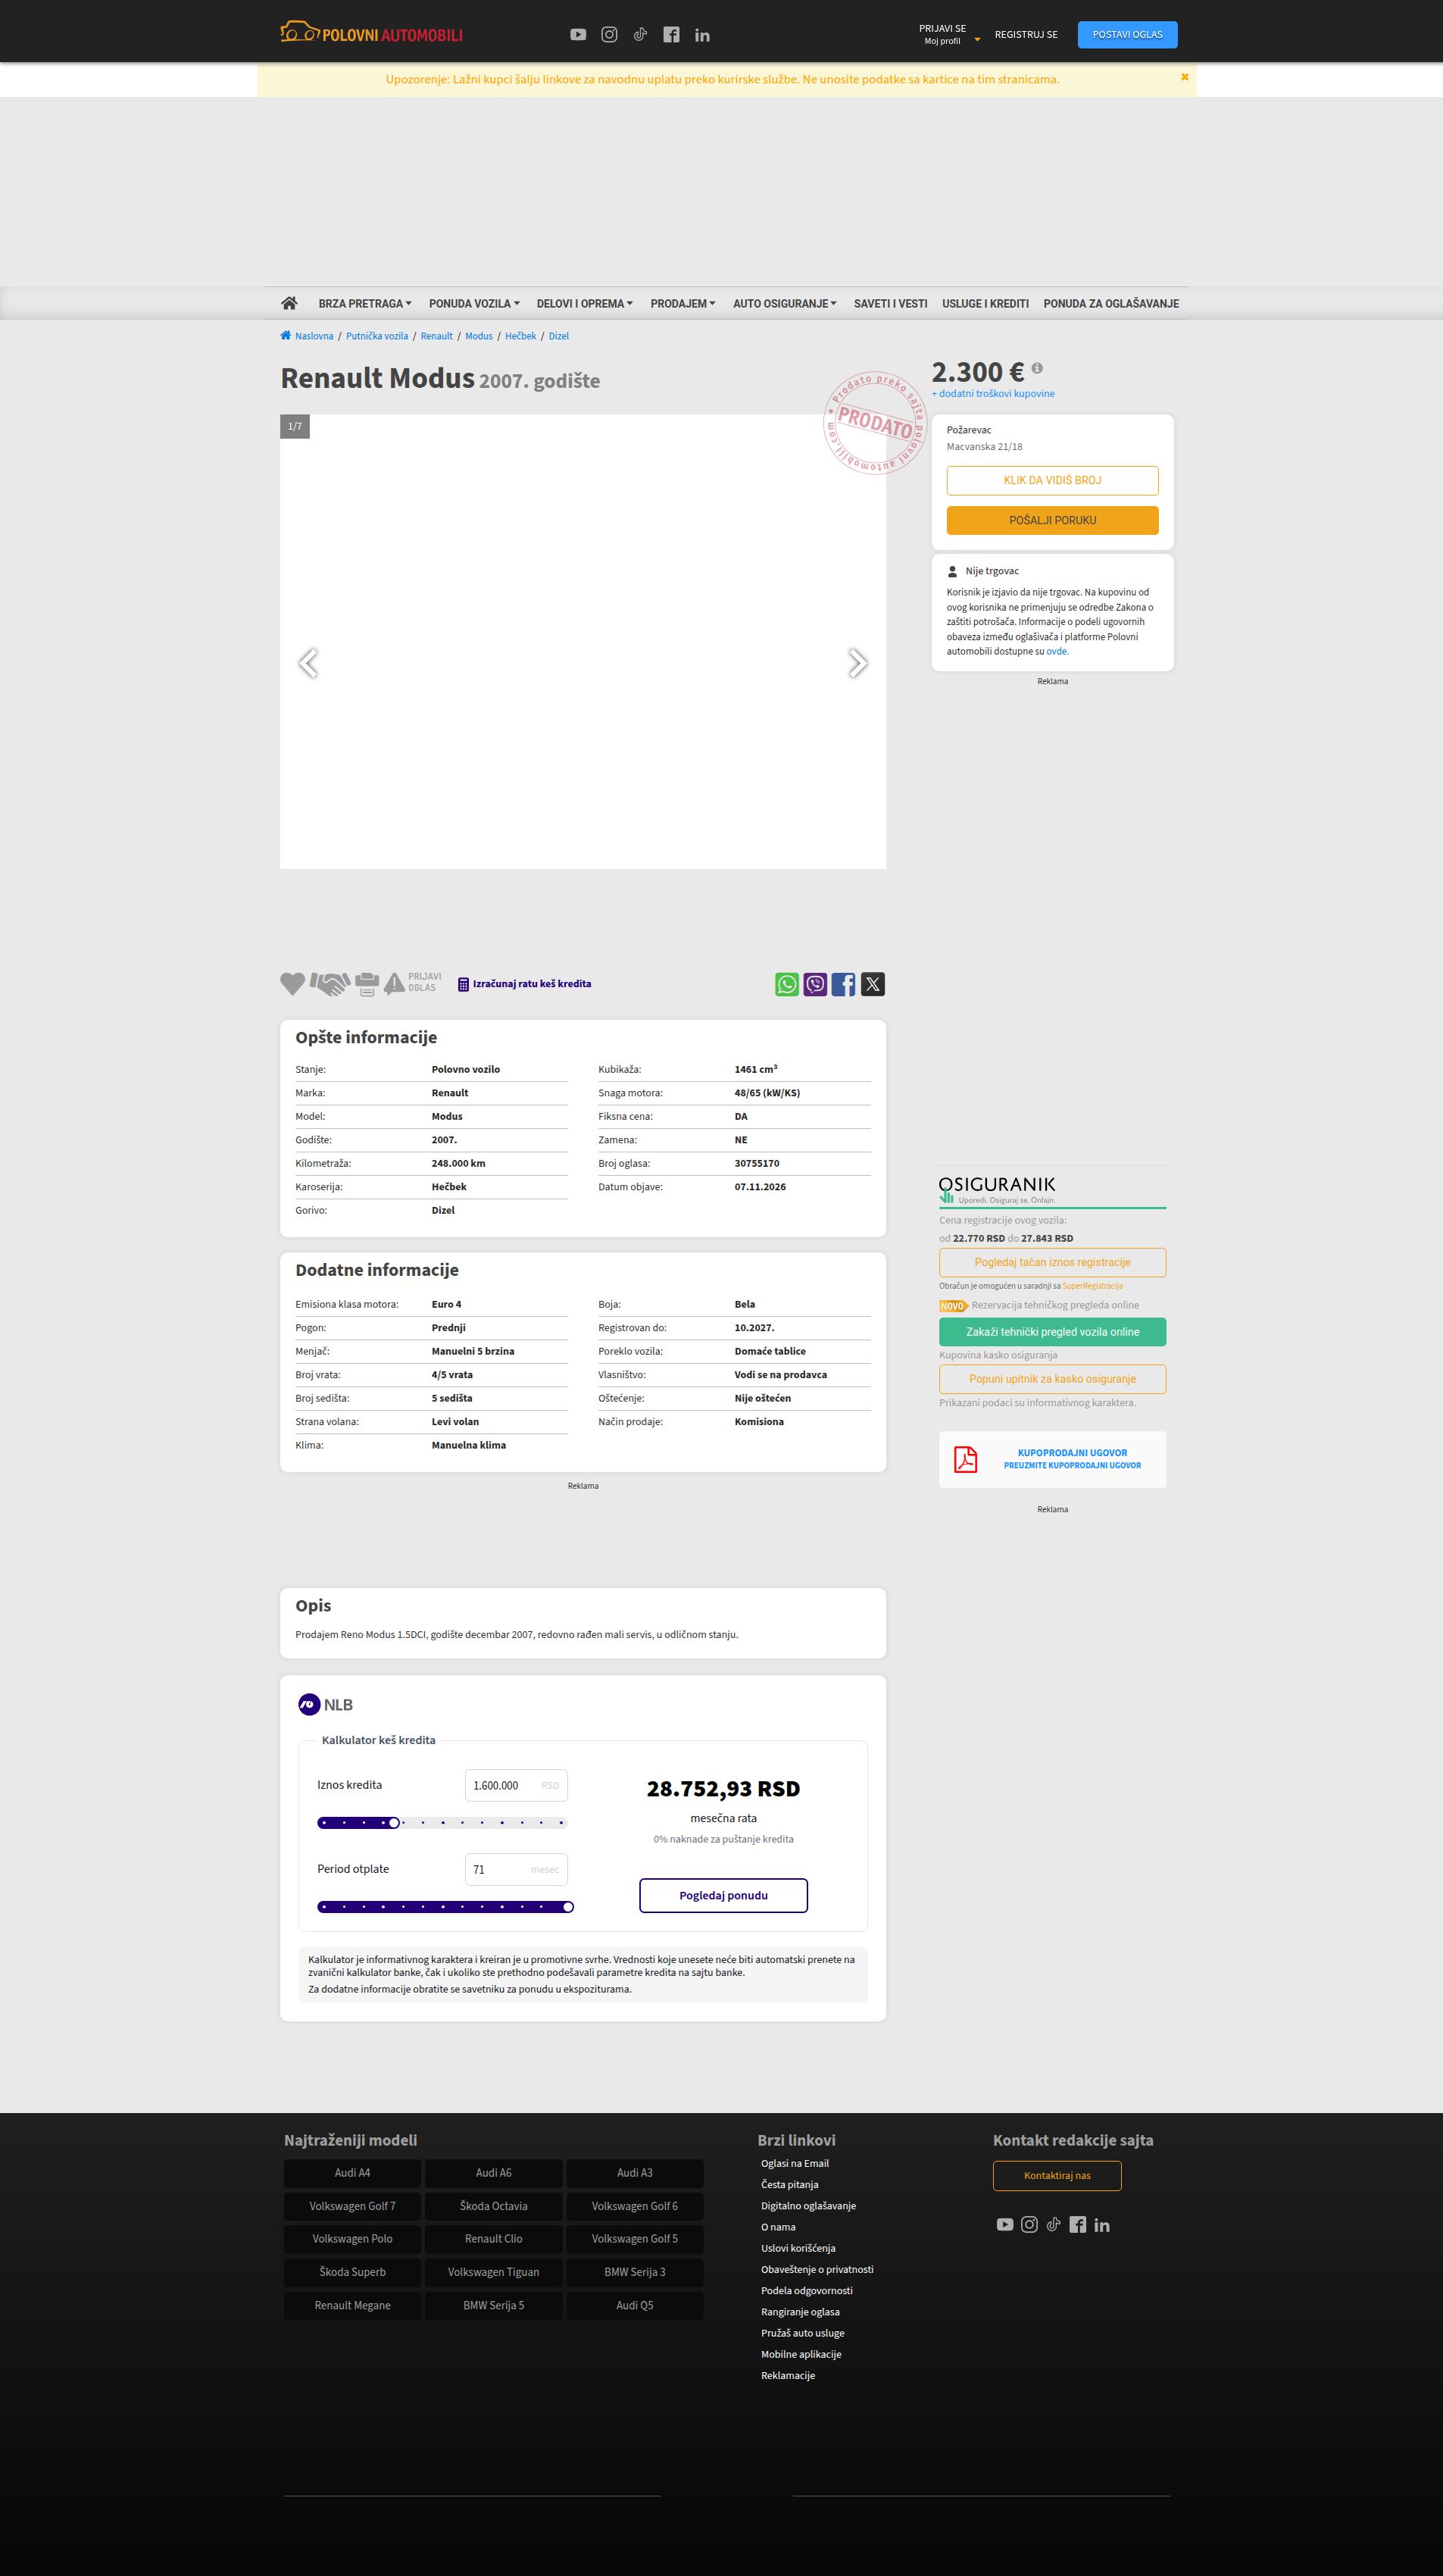 POLOVNI AUTOMOBILI
PRIJAVI SE
Moj profil
REGISTRUJ SE
POSTAVI OGLAS
Upozorenje: Lažni kupci šalju linkove za navodnu uplatu preko kurirske službe. Ne unosite podatke sa kartice na tim stranicama.
BRZA PRETRAGA PONUDA VOZILA DELOVI I OPREMA PRODAJEM AUTO OSIGURANJE SAVETI I VESTI USLUGE I KREDITI PONUDA ZA OGLAŠAVANJE
Naslovna / Putnička vozila / Renault / Modus / Hečbek / Dizel
Renault Modus 2007. godište
2.300 €
+ dodatni troškovi kupovine
1/7
Prodato preko sajta polovni automobili.com
PRODATO
Požarevac
Macvanska 21/18
KLIK DA VIDIŠ BROJ
POŠALJI PORUKU
Nije trgovac
Korisnik je izjavio da nije trgovac. Na kupovinu od
ovog korisnika ne primenjuju se odredbe Zakona o
zaštiti potrošača. Informacije o podeli ugovornih
obaveza između oglašivača i platforme Polovni
automobili dostupne su ovde.
Reklama
PRIJAVI
OGLAS
Izračunaj ratu keš kredita
Opšte informacije
Stanje: Polovno vozilo
Marka: Renault
Model: Modus
Godište: 2007.
Kilometraža: 248.000 km
Karoserija: Hečbek
Gorivo: Dizel
Kubikaža: 1461 cm³
Snaga motora: 48/65 (kW/KS)
Fiksna cena: DA
Zamena: NE
Broj oglasa: 30755170
Datum objave: 07.11.2026
Dodatne informacije
Emisiona klasa motora: Euro 4
Pogon: Prednji
Menjač: Manuelni 5 brzina
Broj vrata: 4/5 vrata
Broj sedišta: 5 sedišta
Strana volana: Levi volan
Klima: Manuelna klima
Boja: Bela
Registrovan do: 10.2027.
Poreklo vozila: Domaće tablice
Vlasništvo: Vodi se na prodavca
Oštećenje: Nije oštećen
Način prodaje: Komisiona
Reklama
OSIGURANIK
Uporedi. Osiguraj se. Onlajn.
Cena registracije ovog vozila:
od 22.770 RSD do 27.843 RSD
Pogledaj tačan iznos registracije
Obračun je omogućen u saradnji sa SuperRegistracija
NOVO Rezervacija tehničkog pregleda online
Zakaži tehnički pregled vozila online
Kupovina kasko osiguranja
Popuni upitnik za kasko osiguranje
Prikazani podaci su informativnog karaktera.
KUPOPRODAJNI UGOVOR
PREUZMITE KUPOPRODAJNI UGOVOR
Reklama
Opis
Prodajem Reno Modus 1.5DCI, godište decembar 2007, redovno rađen mali servis, u odličnom stanju.
NLB
Kalkulator keš kredita
Iznos kredita
1.600.000 RSD
Period otplate
71 mesec
28.752,93 RSD
mesečna rata
0% naknade za puštanje kredita
Pogledaj ponudu
Kalkulator je informativnog karaktera i kreiran je u promotivne svrhe. Vrednosti koje unesete neće biti automatski prenete na
zvanični kalkulator banke, čak i ukoliko ste prethodno podešavali parametre kredita na sajtu banke.
Za dodatne informacije obratite se savetniku za ponudu u ekspoziturama.
Najtraženiji modeli
Audi A4 Audi A6 Audi A3
Volkswagen Golf 7 Škoda Octavia Volkswagen Golf 6
Volkswagen Polo Renault Clio Volkswagen Golf 5
Škoda Superb Volkswagen Tiguan BMW Serija 3
Renault Megane BMW Serija 5 Audi Q5
Brzi linkovi
Oglasi na Email
Česta pitanja
Digitalno oglašavanje
O nama
Uslovi korišćenja
Obaveštenje o privatnosti
Podela odgovornosti
Rangiranje oglasa
Pružaš auto usluge
Mobilne aplikacije
Reklamacije
Kontakt redakcije sajta
Kontaktiraj nas